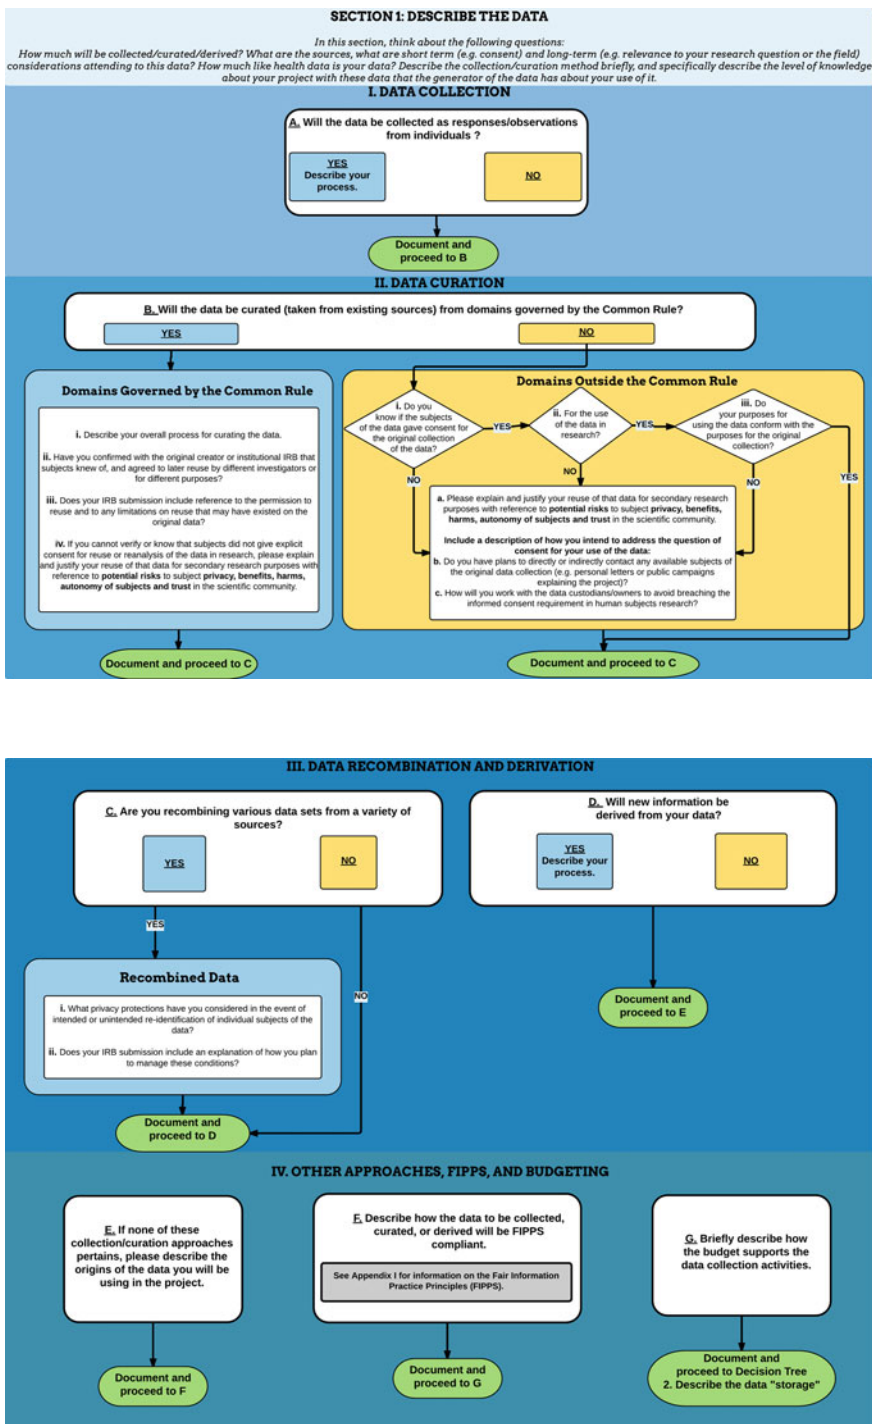 SECTION 1: DESCRIBE THE DATA
In this section, think about the following questions:
How much will be collected/curated/derived? What are the sources, what are short term (e.g. consent) and long-term (e.g. relevance to your research question or the field)
considerations attending to this data? How much like health data is your data? Describe the collection/curation method briefly, and specifically describe the level of knowledge
about your project with these data that the generator of the data has about your use of it.
I. DATA COLLECTION
A. Will the data be collected as responses/observations
from individuals ?
YES
Describe your
process.
NO
Document and
proceed to B
II. DATA CURATION
B. Will the data be curated (taken from existing sources) from domains governed by the Common Rule?
YES
NO
Domains Governed by the Common Rule
i. Describe your overall process for curating the data.
ii. Have you confirmed with the original creator or institutional IRB that
subjects knew of, and agreed to later reuse by different investigators or
for different purposes?
iii. Does your IRB submission include reference to the permission to
reuse and to any limitations on reuse that may have existed on the
original data?
iv. If you cannot verify or know that subjects did not give explicit
consent for reuse or reanalysis of the data in research, please explain
and justify your reuse of that data for secondary research purposes with
reference to potential risks to subject privacy, benefits, harms,
autonomy of subjects and trust in the scientific community.
Document and proceed to C
Domains Outside the Common Rule
i. Do you
know if the subjects
of the data gave consent for
the original collection
of the data?
YES
ii. For the use
of the data in
research?
YES
iii. Do
your purposes for
using the data conform with the
purposes for the original
collection?
NO
NO
NO
YES
a. Please explain and justify your reuse of that data for secondary research
purposes with reference to potential risks to subject privacy, benefits,
harms, autonomy of subjects and trust in the scientific community.
Include a description of how you intend to address the question of
consent for your use of the data:
b. Do you have plans to directly or indirectly contact any available subjects of
the original data collection (e.g. personal letters or public campaigns
explaining the project)?
c. How will you work with the data custodians/owners to avoid breaching the
informed consent requirement in human subjects research?
Document and proceed to C
III. DATA RECOMBINATION AND DERIVATION
C. Are you recombining various data sets from a variety of
sources?
YES
NO
YES
NO
Recombined Data
i. What privacy protections have you considered in the event of
intended or unintended re-identification of individual subjects of the
data?
ii. Does your IRB submission include an explanation of how you plan
to manage these conditions?
Document and
proceed to D
D. Will new information be
derived from your data?
YES
Describe your
process.
NO
Document and
proceed to E
IV. OTHER APPROACHES, FIPPS, AND BUDGETING
E. If none of these
collection/curation approaches
pertains, please describe the
origins of the data you will be
using in the project.
Document and
proceed to F
F. Describe how the data to be collected,
curated, or derived will be FIPPS
compliant.
See Appendix I for information on the Fair Information
Practice Principles (FIPPS).
Document and
proceed to G
G. Briefly describe how
the budget supports the
data collection activities.
Document and
proceed to Decision Tree
2. Describe the data "storage"